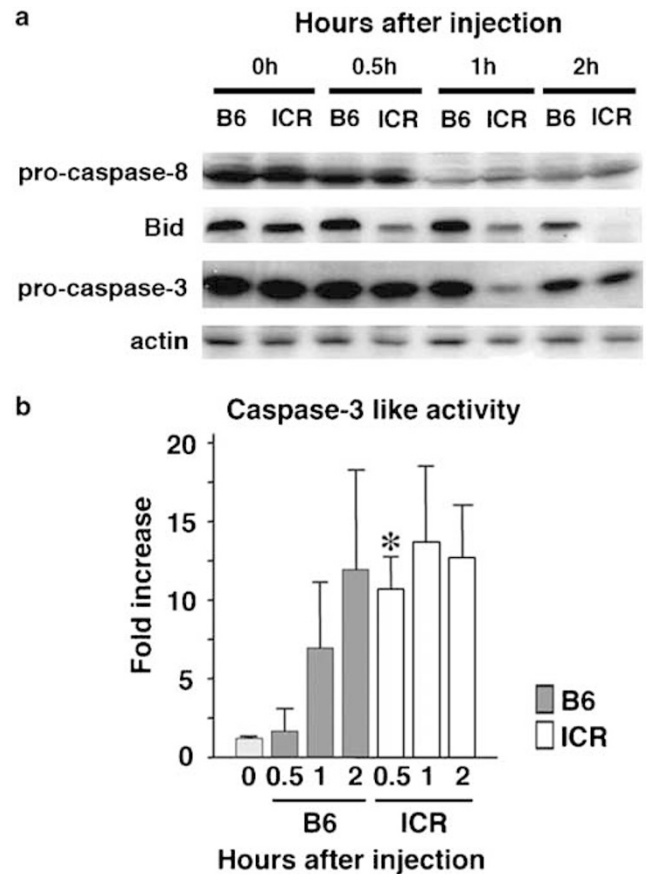 a
Hours after injection
0h 0.5h 1h 2h
B6 ICR B6 ICR B6 ICR B6 ICR
pro-caspase-8
Bid
pro-caspase-3
actin
b
Caspase-3 like activity
20
15
10
5
0
Fold increase
*
B6
ICR
0 0.5 1 2 0.5 1 2
B6 ICR
Hours after injection